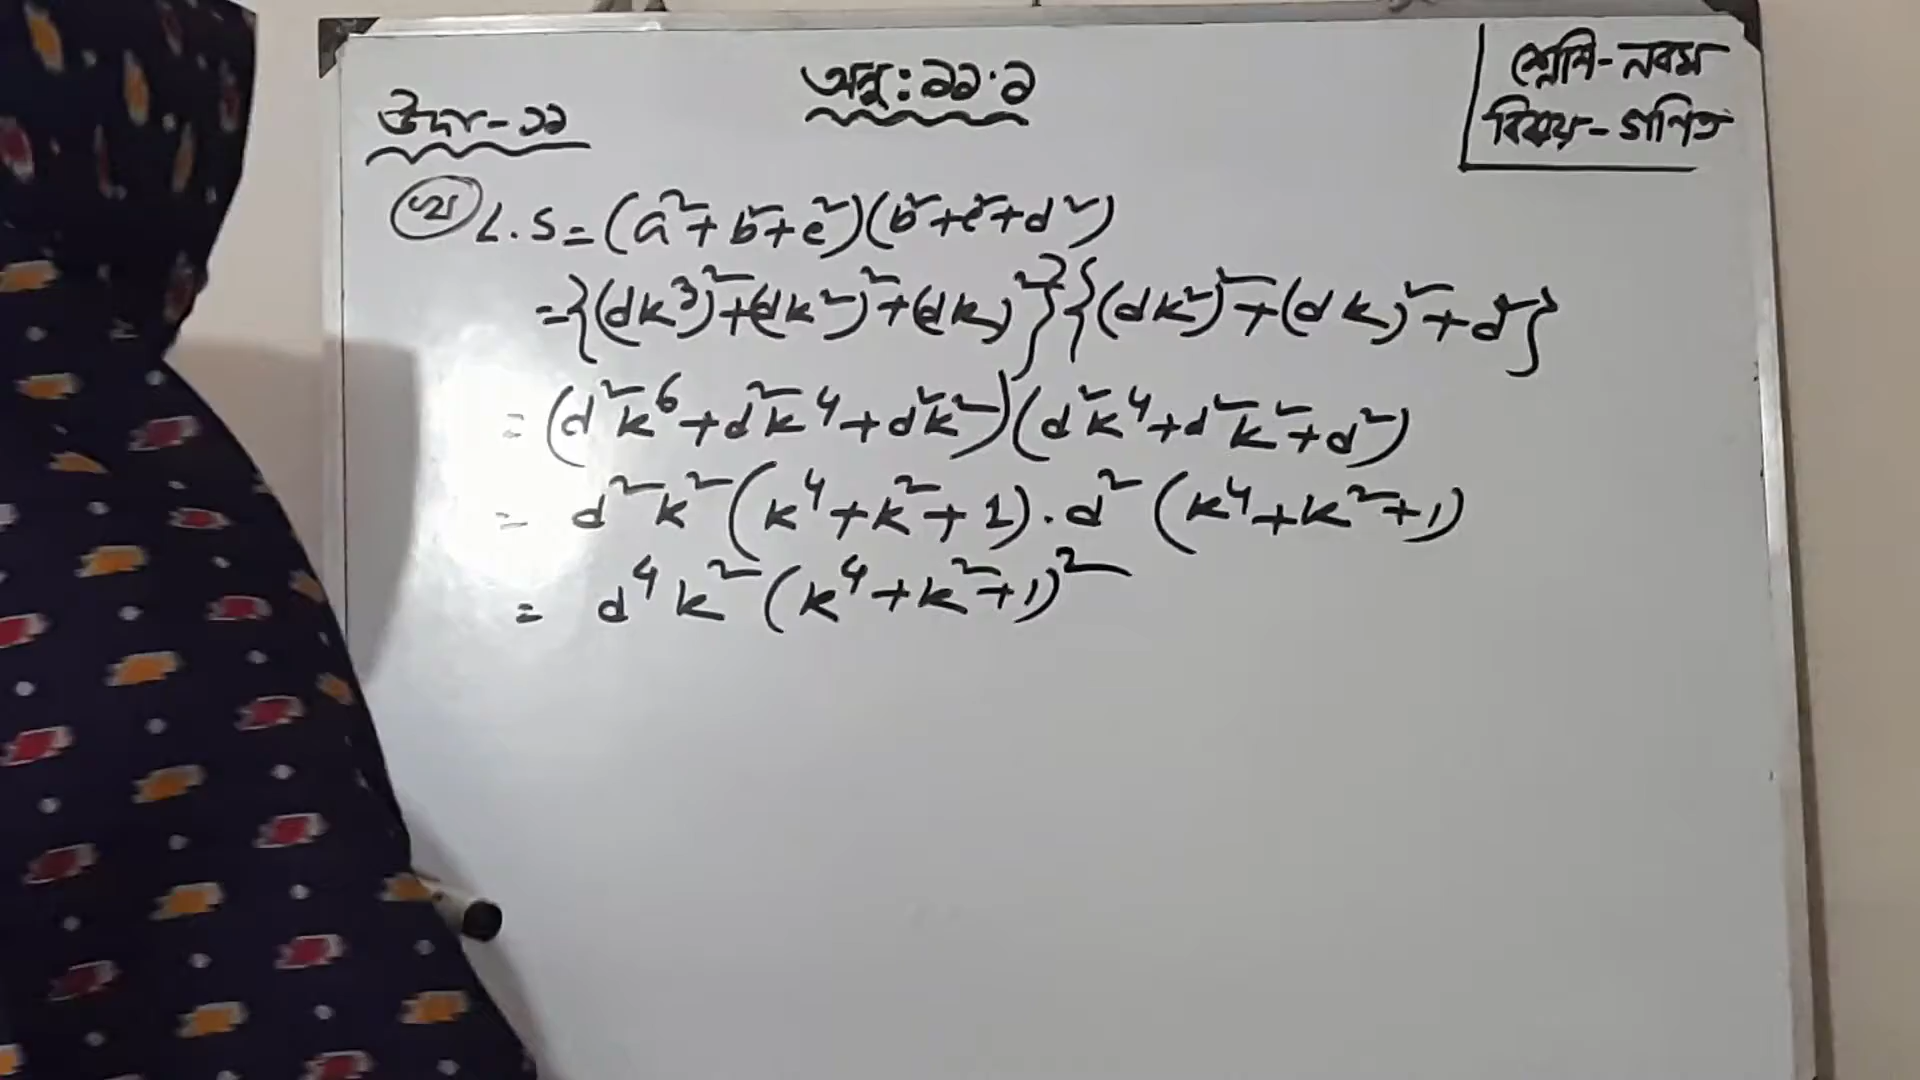 অনু: ১১.১
শ্রেণি-নবম
বিষয়-গণিত
উদা-১১
L.S = (a²+b²+c²)(b²+c²+d²)
={(dk³)²+(dk²)²+(dk)²}{(dk²)²+(dk)²+d²}
= (d²k⁶+d²k⁴+d²k²)(d²k⁴+d²k²+d²)
= d²k²(k⁴+k²+1).d²(k⁴+k²+1)
= d⁴k²(k⁴+k²+1)²